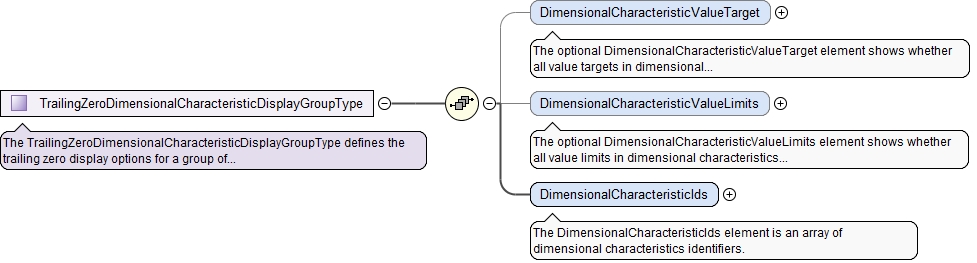 DimensionalCharacteristicValueTarget
The optional DimensionalCharacteristicValueTarget element shows whether
all value targets in dimensional...
TrailingZeroDimensionalCharacteristicDisplayGroupType
The TrailingZeroDimensionalCharacteristicDisplayGroupType defines the
trailing zero display options for a group of...
DimensionalCharacteristicValueLimits
The optional DimensionalCharacteristicValueLimits element shows whether
all value limits in dimensional characteristics...
DimensionalCharacteristicIds
The DimensionalCharacteristicIds element is an array of
dimensional characteristics identifiers.